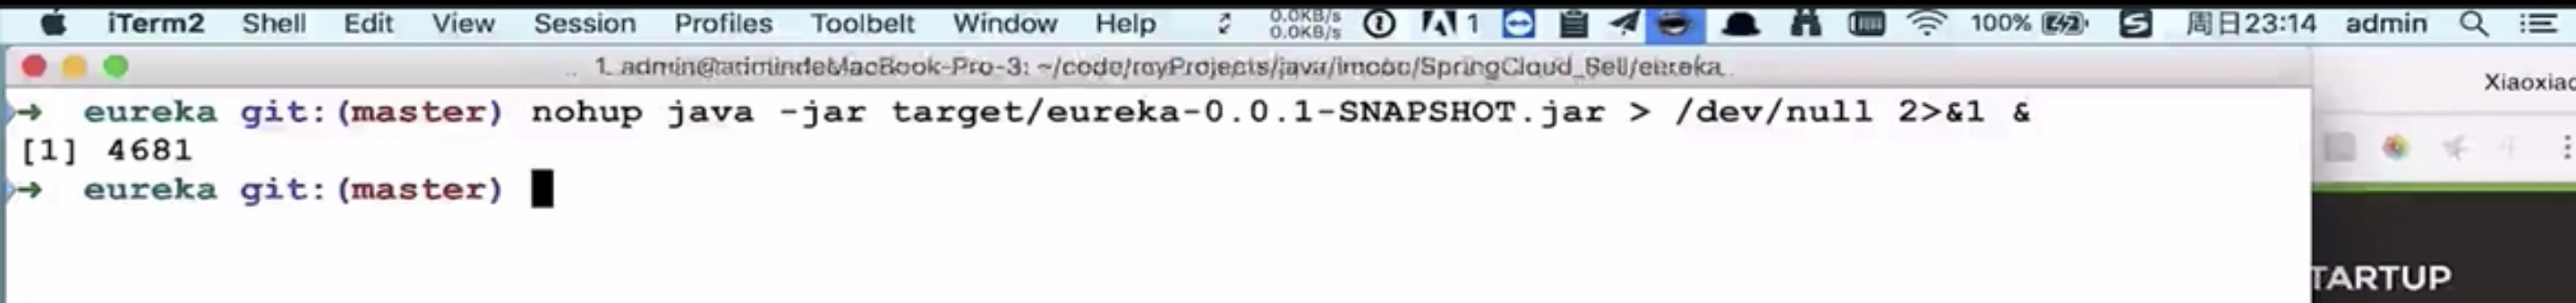 iTerm2 Shell Edit View Session Profiles Toolbelt Window Help 0.0KB/s 1 100% 周日23:14 admin
0.0KB/s
1. admin@admindeMacBook-Pro-3: ~/code/myProjects/java/imooc/SpringCloud_Sell/eureka
Xiaoxiao
→ eureka git:(master) nohup java -jar target/eureka-0.0.1-SNAPSHOT.jar > /dev/null 2>&1 &
[1] 4681
→ eureka git:(master)
TARTUP